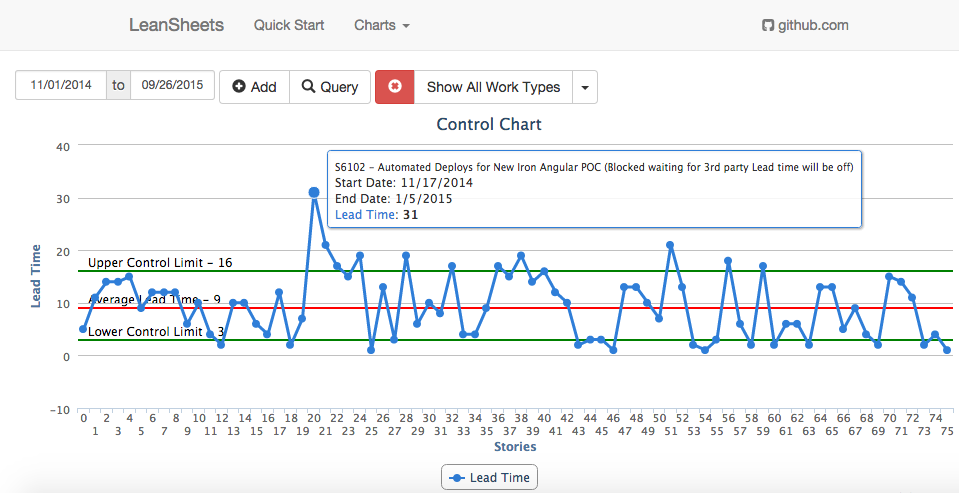 LeanSheets Quick Start Charts github.com
11/01/2014 to 09/26/2015 Add Query Show All Work Types
Control Chart
40
S6102 - Automated Deploys for New Iron Angular POC (Blocked waiting for 3rd party Lead time will be off)
Start Date: 11/17/2014
End Date: 1/5/2015
Lead Time: 31
30
20
Upper Control Limit - 16
10
Average Lead Time - 9
Lower Control Limit - 3
0
-10
Lead Time
0 2 4 6 8 10 12 14 16 18 20 22 24 26 28 30 32 34 36 38 40 42 44 46 48 50 52 54 56 58 60 62 64 66 68 70 72 74
1 3 5 7 9 11 13 15 17 19 21 23 25 27 29 31 33 35 37 39 41 43 45 47 49 51 53 55 57 59 61 63 65 67 69 71 73 75
Stories
Lead Time